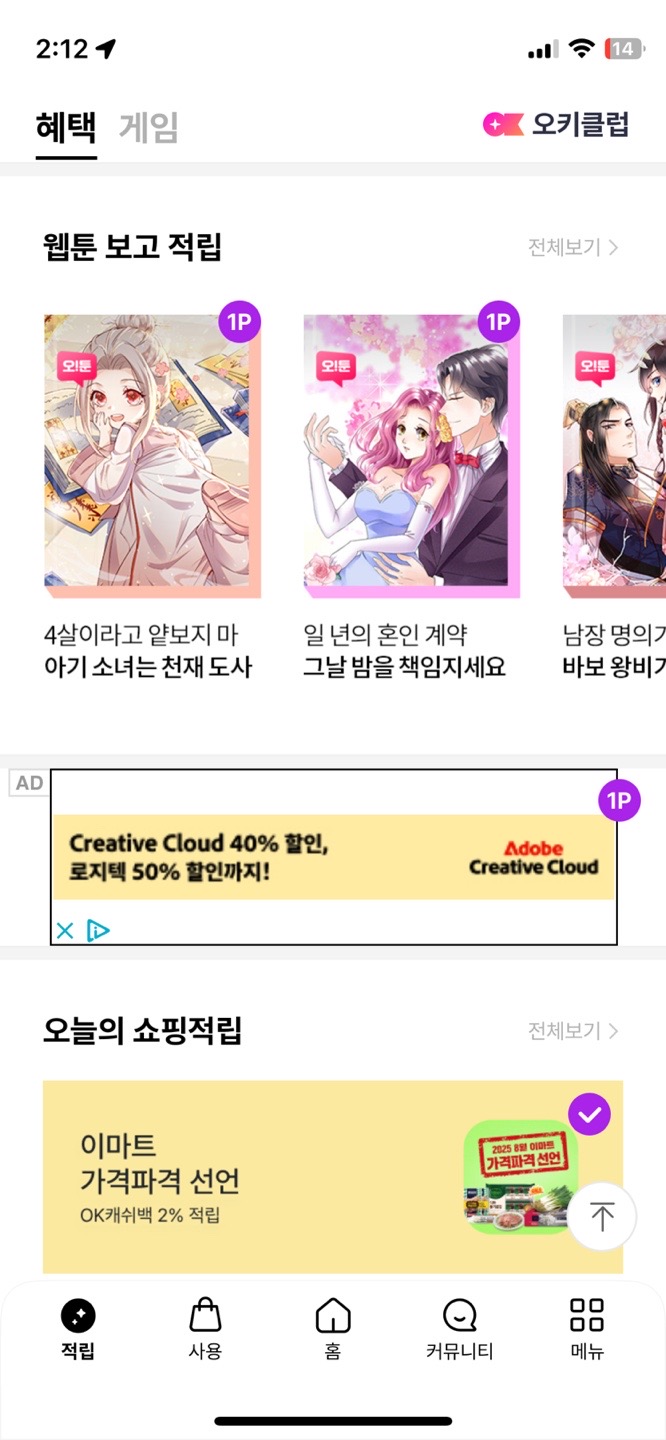 2:12
14
혜택 게임
오키클럽
웹툰 보고 적립
전체보기
1P
1P
오!툰
오!툰
오!툰
4살이라고 얕보지 마
아기 소녀는 천재 도사
일 년의 혼인 계약
그날 밤을 책임지세요
남장 명의가
바보 왕비가
AD
1P
Creative Cloud 40% 할인,
로지텍 50% 할인까지!
Adobe
Creative Cloud
오늘의 쇼핑적립
전체보기
이마트
가격파격 선언
OK캐쉬백 2% 적립
2025 8월 이마트
가격파격선언
적립
사용
홈
커뮤니티
메뉴